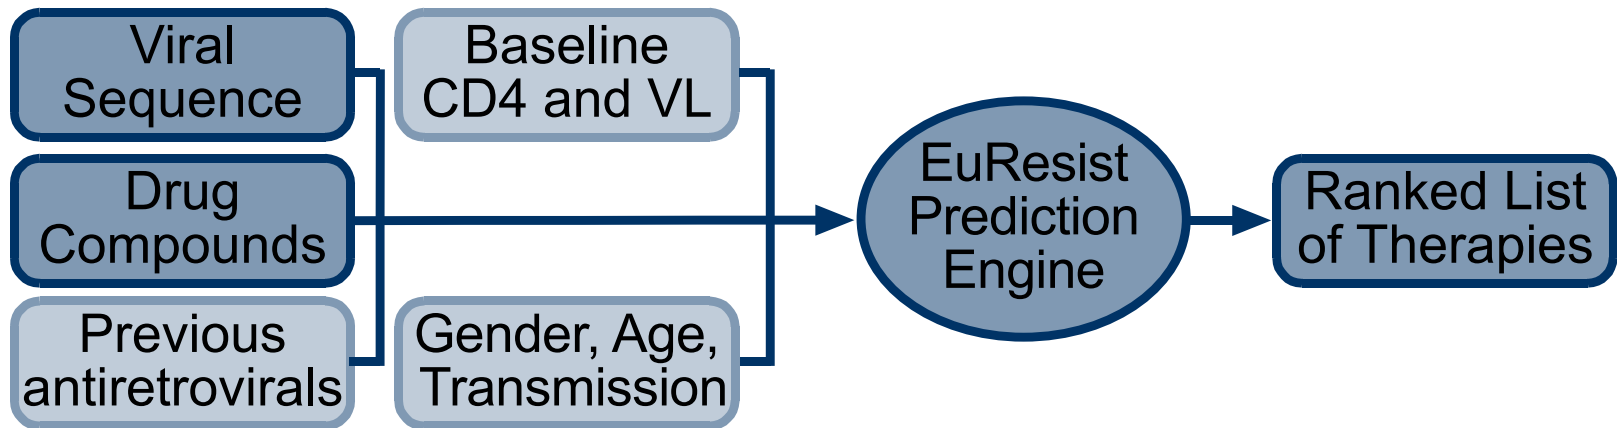 Viral
Sequence
Baseline
CD4 and VL
Drug
Compounds
Previous
antiretrovirals
Gender, Age,
Transmission
EuResist
Prediction
Engine
Ranked List
of Therapies